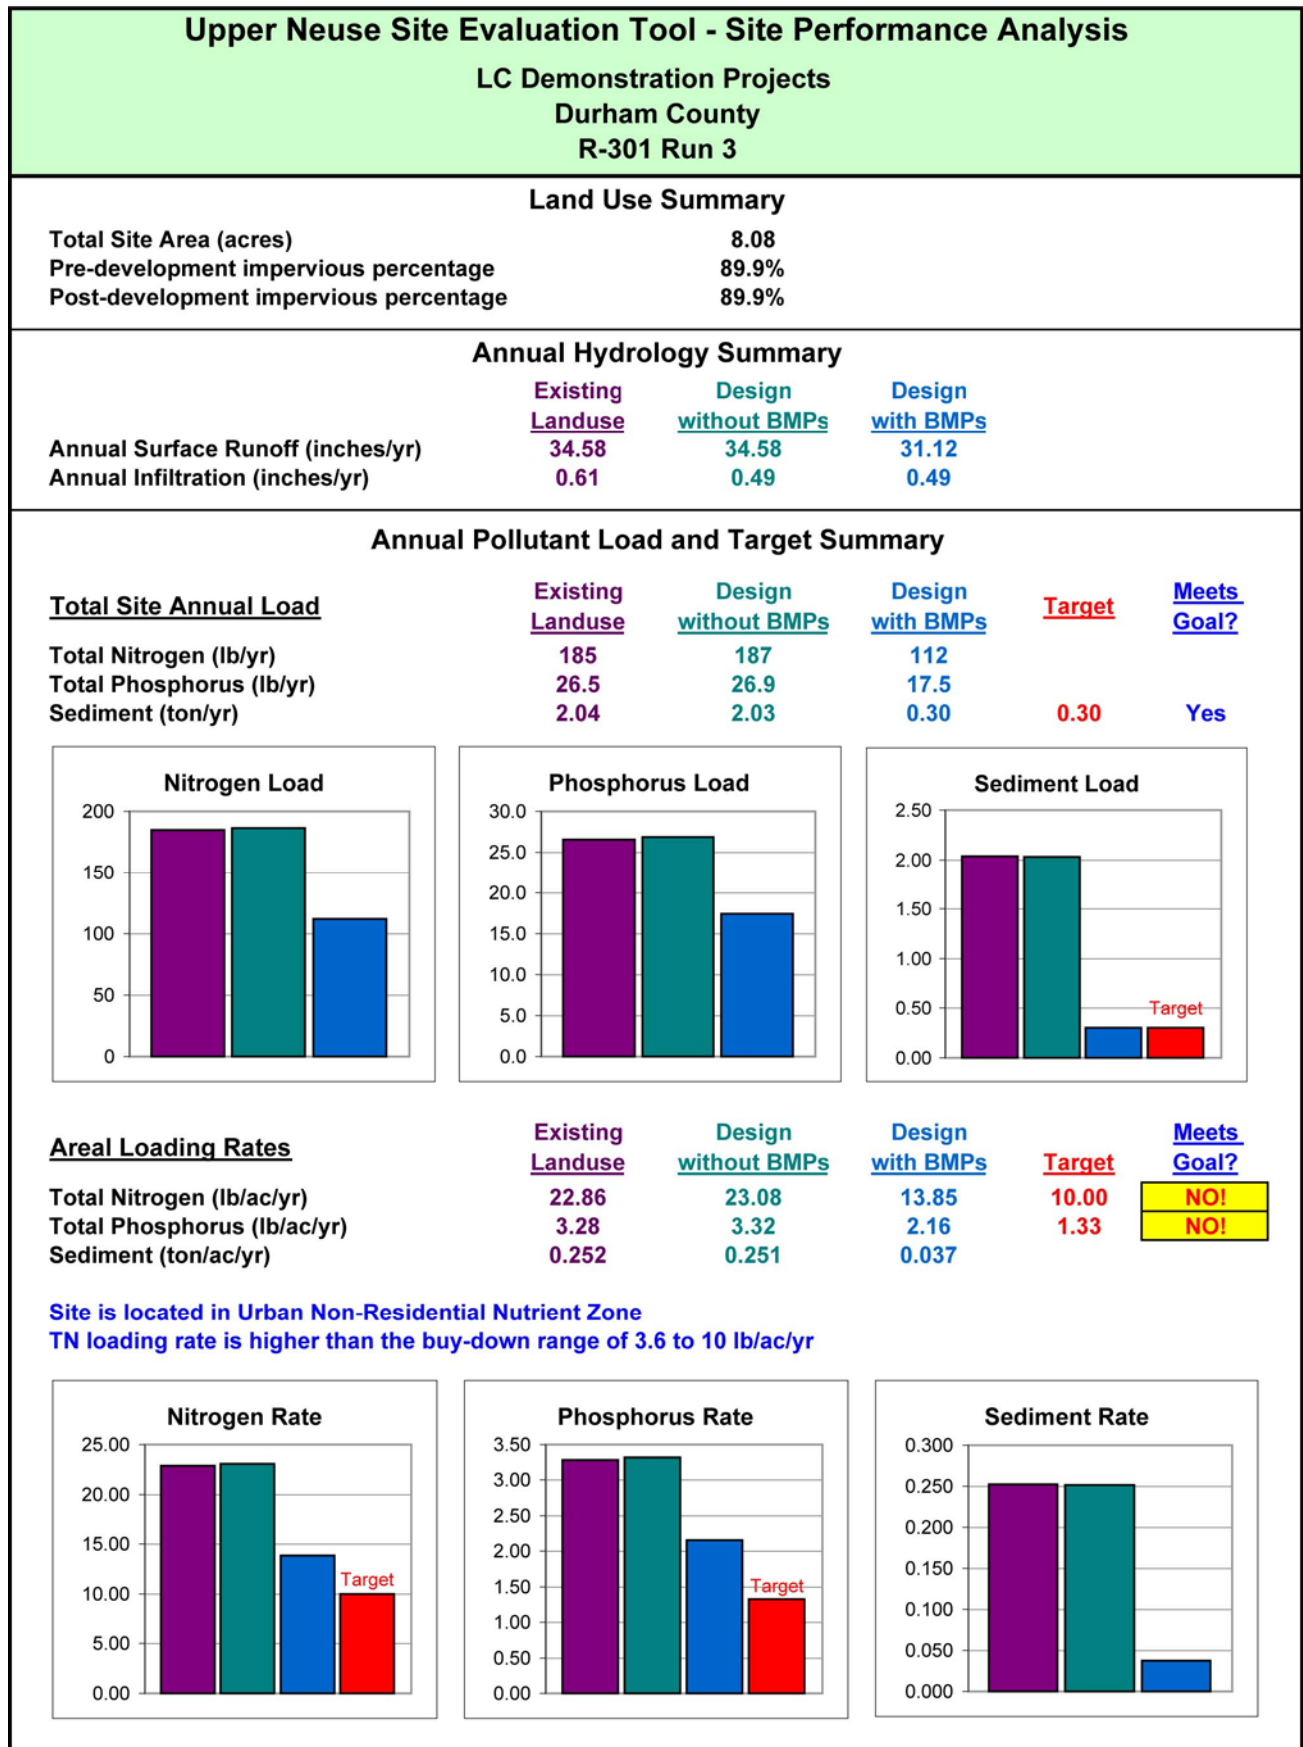 Upper Neuse Site Evaluation Tool - Site Performance Analysis
LC Demonstration Projects
Durham County
R-301 Run 3
Land Use Summary
Total Site Area (acres) 8.08
Pre-development impervious percentage 89.9%
Post-development impervious percentage 89.9%
Annual Hydrology Summary
Existing Design Design
Landuse without BMPs with BMPs
Annual Surface Runoff (inches/yr) 34.58 34.58 31.12
Annual Infiltration (inches/yr) 0.61 0.49 0.49
Annual Pollutant Load and Target Summary
Existing Design Design Meets
Total Site Annual Load Landuse without BMPs with BMPs Target Goal?
Total Nitrogen (lb/yr) 185 187 112
Total Phosphorus (lb/yr) 26.5 26.9 17.5
Sediment (ton/yr) 2.04 2.03 0.30 0.30 Yes
Nitrogen Load
200
150
100
50
0
Phosphorus Load
30.0
25.0
20.0
15.0
10.0
5.0
0.0
Sediment Load
2.50
2.00
1.50
1.00
0.50
0.00
Target
Existing Design Design Meets
Areal Loading Rates Landuse without BMPs with BMPs Target Goal?
Total Nitrogen (lb/ac/yr) 22.86 23.08 13.85 10.00 NO!
Total Phosphorus (lb/ac/yr) 3.28 3.32 2.16 1.33 NO!
Sediment (ton/ac/yr) 0.252 0.251 0.037
Site is located in Urban Non-Residential Nutrient Zone
TN loading rate is higher than the buy-down range of 3.6 to 10 lb/ac/yr
Nitrogen Rate
25.00
20.00
15.00
10.00
5.00
0.00
Target
Phosphorus Rate
3.50
3.00
2.50
2.00
1.50
1.00
0.50
0.00
Target
Sediment Rate
0.300
0.250
0.200
0.150
0.100
0.050
0.000